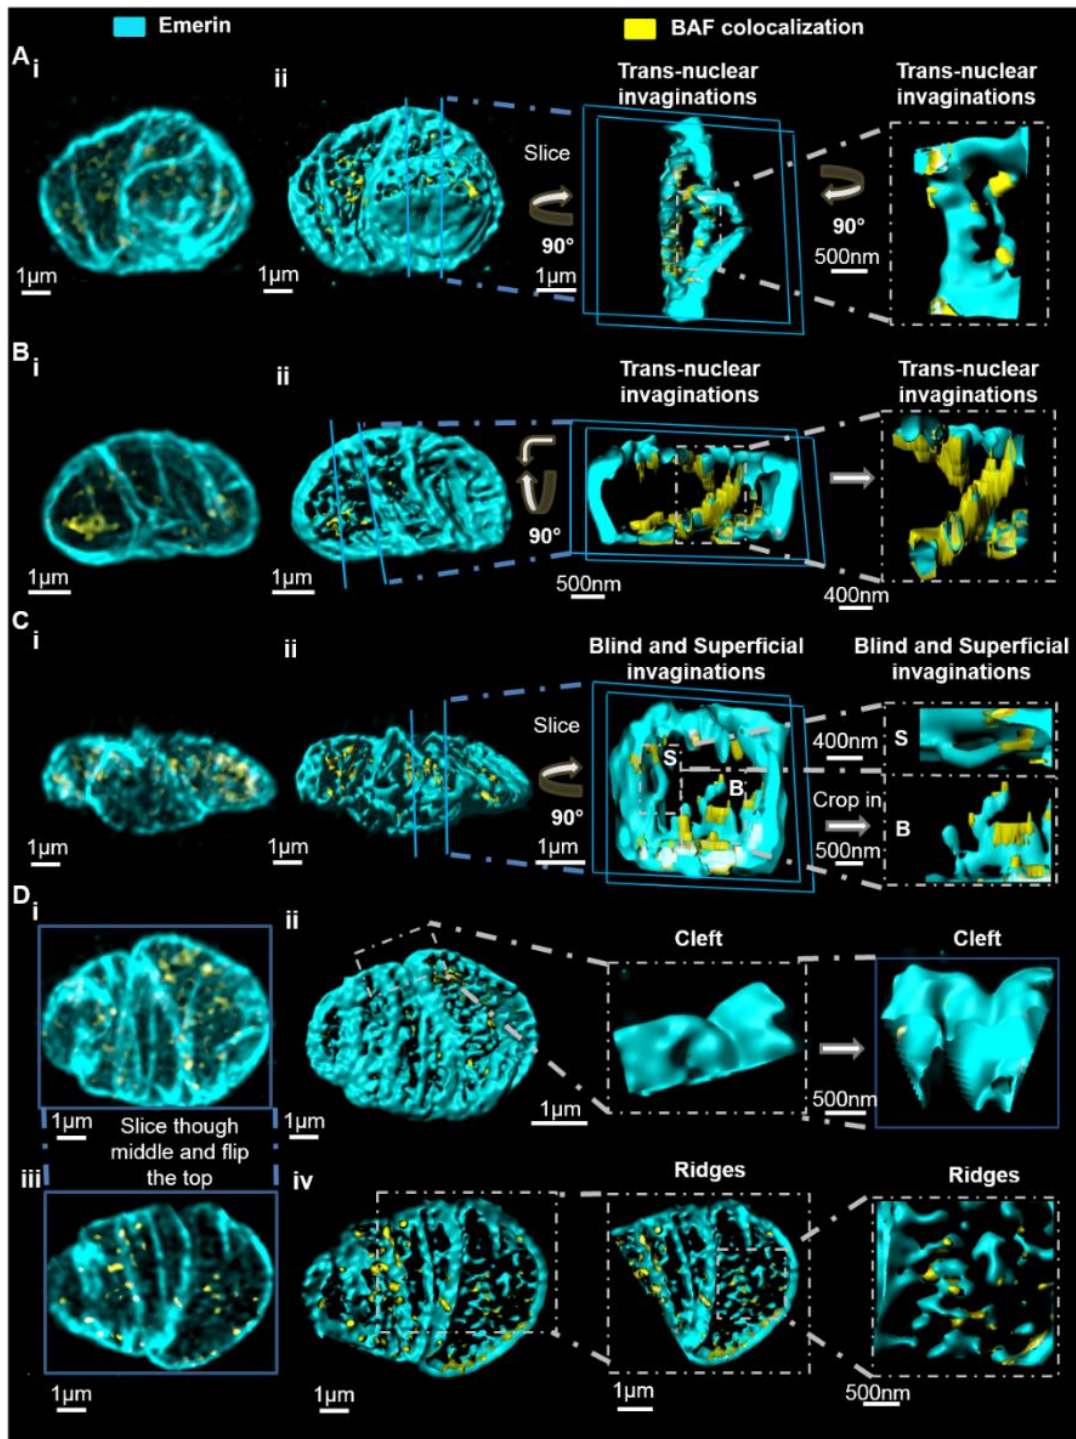 Emerin
BAF colocalization
A
i
ii
Trans-nuclear
invaginations
Trans-nuclear
invaginations
Slice
90°
90°
1µm
1µm
1µm
500nm
B
i
ii
Trans-nuclear
invaginations
Trans-nuclear
invaginations
90°
1µm
1µm
500nm
400nm
C
i
ii
Blind and Superficial
invaginations
Blind and Superficial
invaginations
Slice
S
B
400nm
S
90°
Crop in
500nm
B
1µm
1µm
1µm
D
i
ii
Cleft
Cleft
1µm
1µm
500nm
Slice though
middle and flip
the top
iii
iv
Ridges
Ridges
1µm
1µm
1µm
500nm